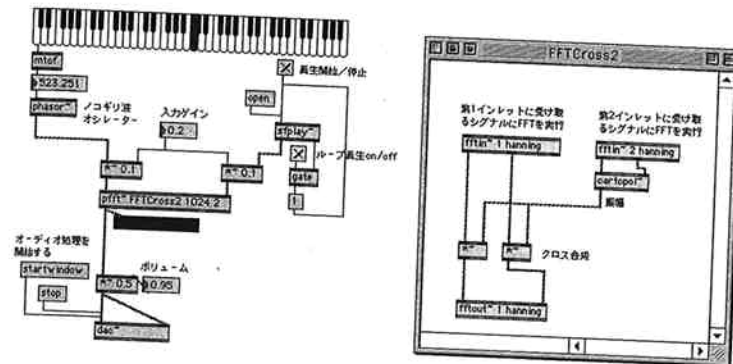 mtof
523.251
phasor~
ノコギリ波
オシレーター
入力ゲイン
0.2
再生開始/停止
open
sfplay~
ループ再生on/off
gate
1
*~ 0.1
*~ 0.1
pfft~ FFTCross2 1024 2
オーディオ処理を
開始する
startwindow
stop
ボリューム
*~ 0.5
0.95
dac~
FFTCross2
第1インレットに受け取
るシグナルにFFTを実行
fftin~ 1 hanning
第2インレットに受け取
るシグナルにFFTを実行
fftin~ 2 hanning
cartopol~
振幅
*~
*~
クロス合成
fftout~ 1 hanning